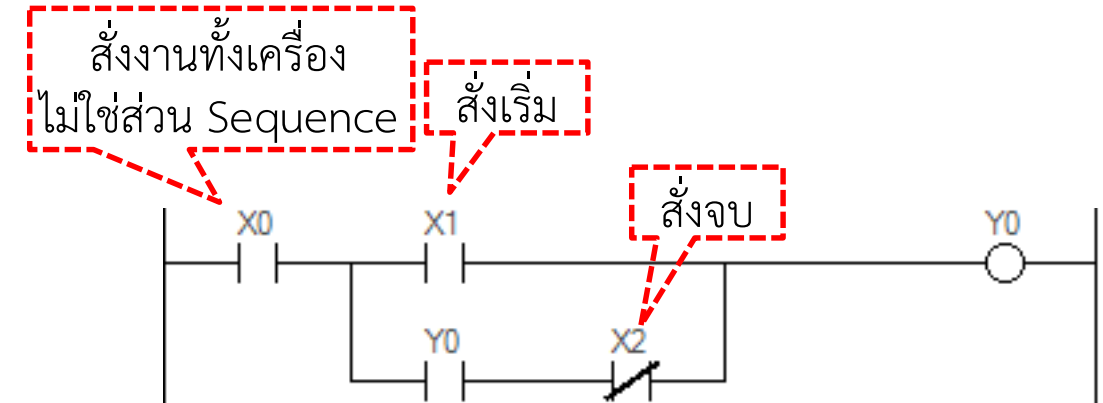 สั่งงานทั้งเครื่อง
ไม่ใช่ส่วน Sequence
สั่งเริ่ม
สั่งจบ
X0
X1
Y0
Y0
X2